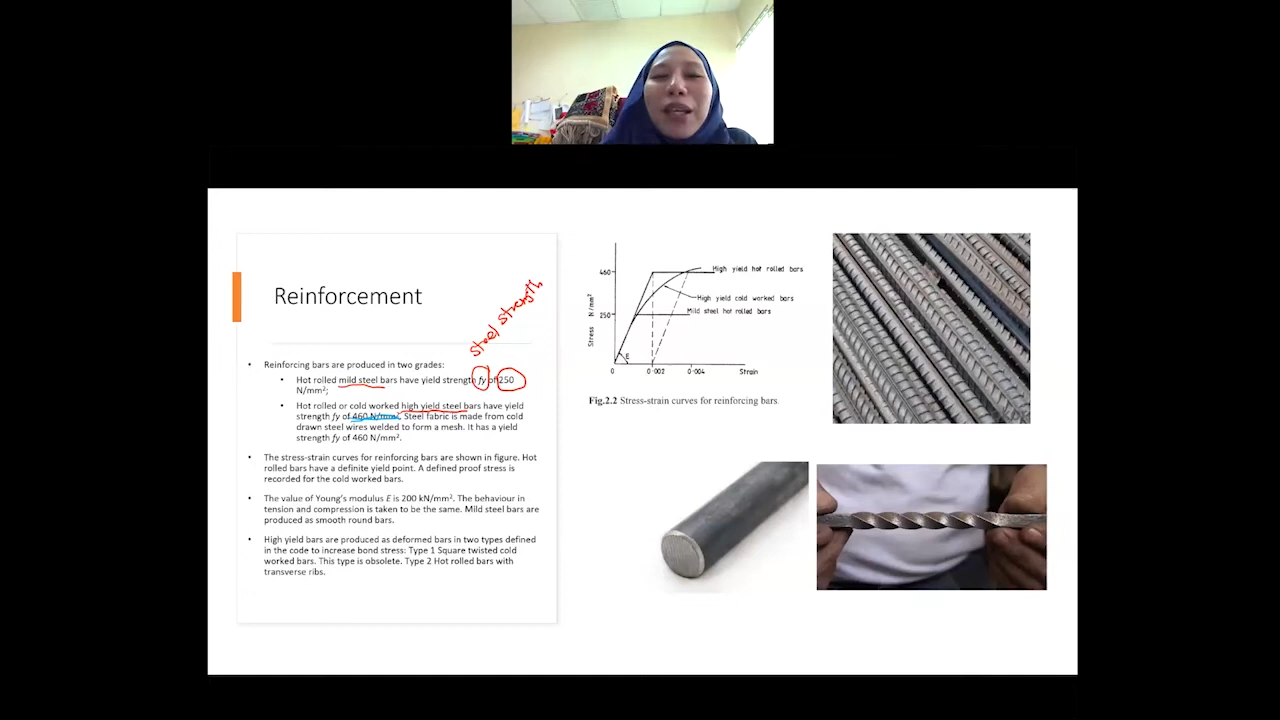 Reinforcement
steel strength
• Reinforcing bars are produced in two grades:
• Hot rolled mild steel bars have yield strength fy of 250
N/mm²;
• Hot rolled or cold worked high yield steel bars have yield
strength fy of 460 N/mm². Steel fabric is made from cold
drawn steel wires welded to form a mesh. It has a yield
strength fy of 460 N/mm².
• The stress-strain curves for reinforcing bars are shown in figure. Hot
rolled bars have a definite yield point. A defined proof stress is
recorded for the cold worked bars.
• The value of Young's modulus E is 200 kN/mm². The behaviour in
tension and compression is taken to be the same. Mild steel bars are
produced as smooth round bars.
• High yield bars are produced as deformed bars in two types defined
in the code to increase bond stress: Type 1 Square twisted cold
worked bars. This type is obsolete. Type 2 Hot rolled bars with
transverse ribs.
460
High yield hot rolled bars
High yield cold worked bars
250
Mild steel hot rolled bars
Stress N/mm²
E
0
0·002
0·004
Strain
Fig.2.2 Stress-strain curves for reinforcing bars.